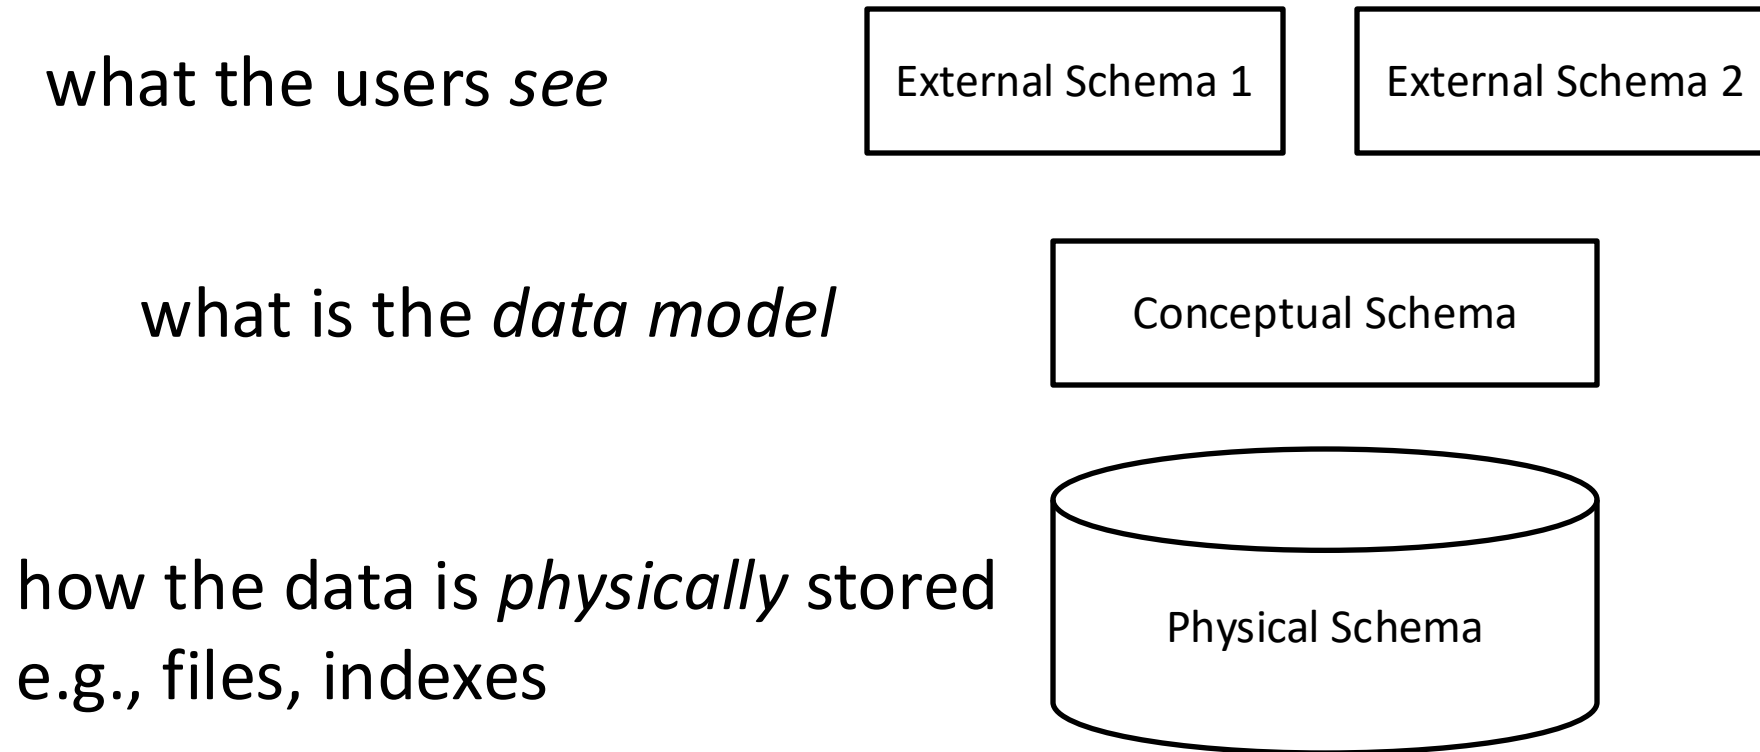 what the users see
External Schema 1
External Schema 2
what is the data model
Conceptual Schema
how the data is physically stored
e.g., files, indexes
Physical Schema